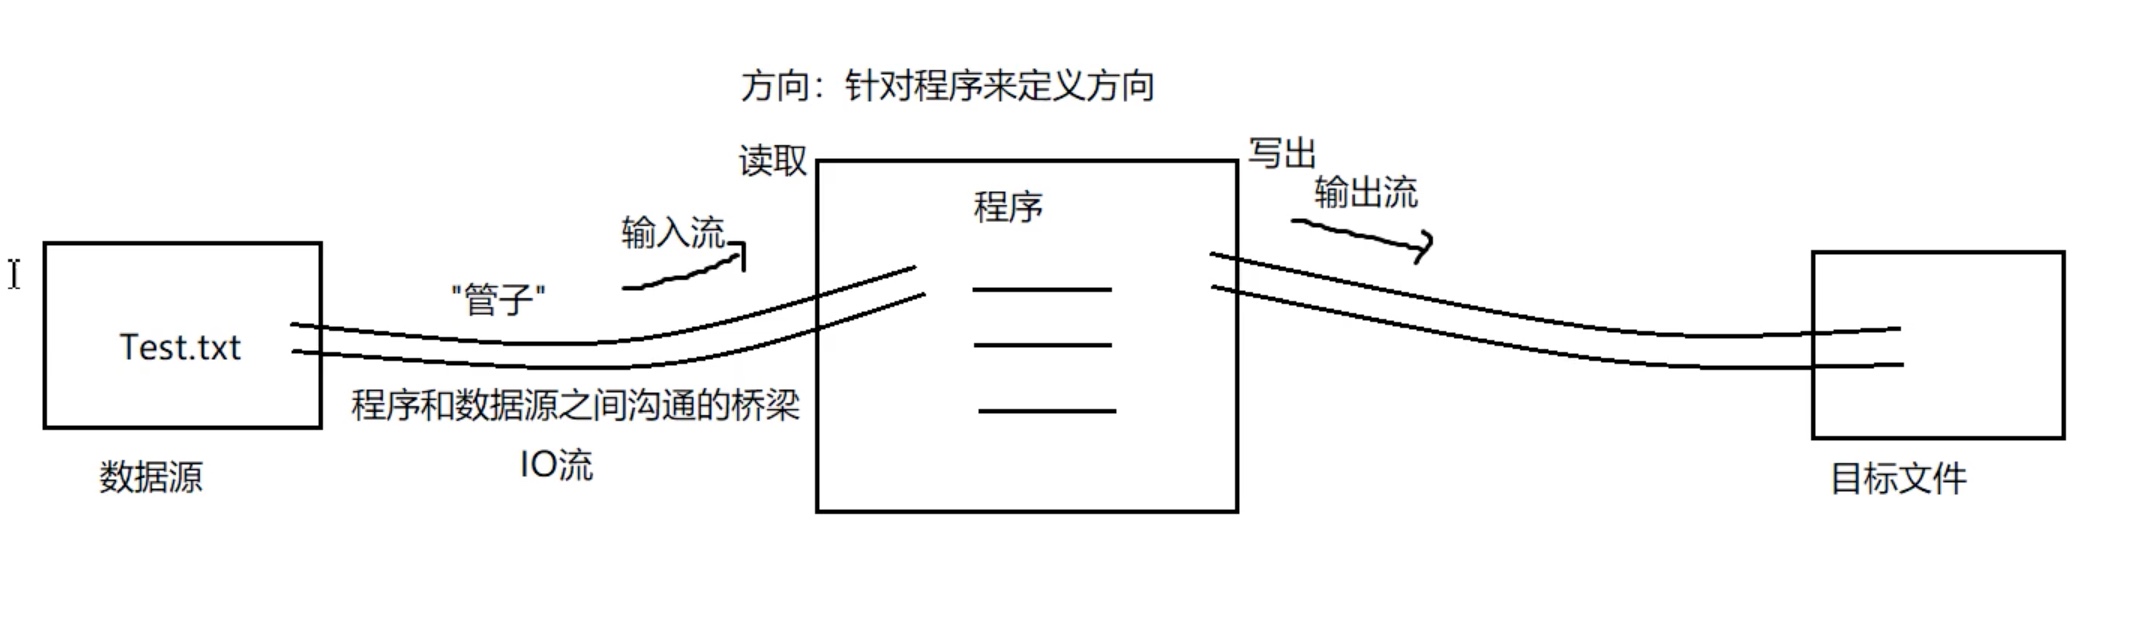 方向：针对程序来定义方向
读取
写出
输出流
程序
输入流
"管子"
Test.txt
程序和数据源之间沟通的桥梁
IO流
数据源
目标文件